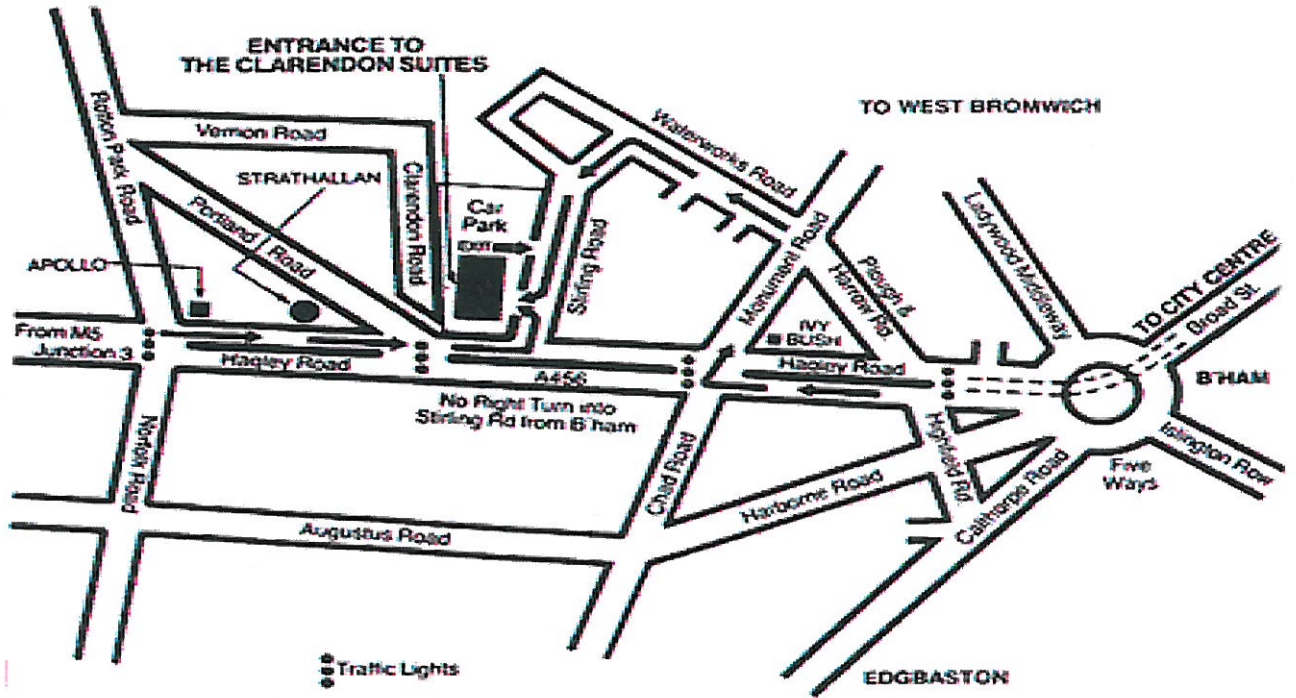 ENTRANCE TO
THE CLARENDON SUITES
TO WEST BROMWICH
Rotton Park Road
Vernon Road
Waterworks Road
STRATHALLAN
Clarendon Road
Car
Park
EXIT
Portland Road
Stirling Road
Monument Road
Plough &
Harrow Rd.
Ladywood Middleway
TO CITY CENTRE
Broad St.
APOLLO
From M5
Junction 3
IVY
BUSH
Hagley Road
Hagley Road
A456
B'HAM
No Right Turn into
Stirling Rd from B'ham
Norfolk Road
Chad Road
Highfield Rd.
Islington Row
Five
Ways
Harborne Road
Calthorpe Road
Augustus Road
Traffic Lights
EDGBASTON